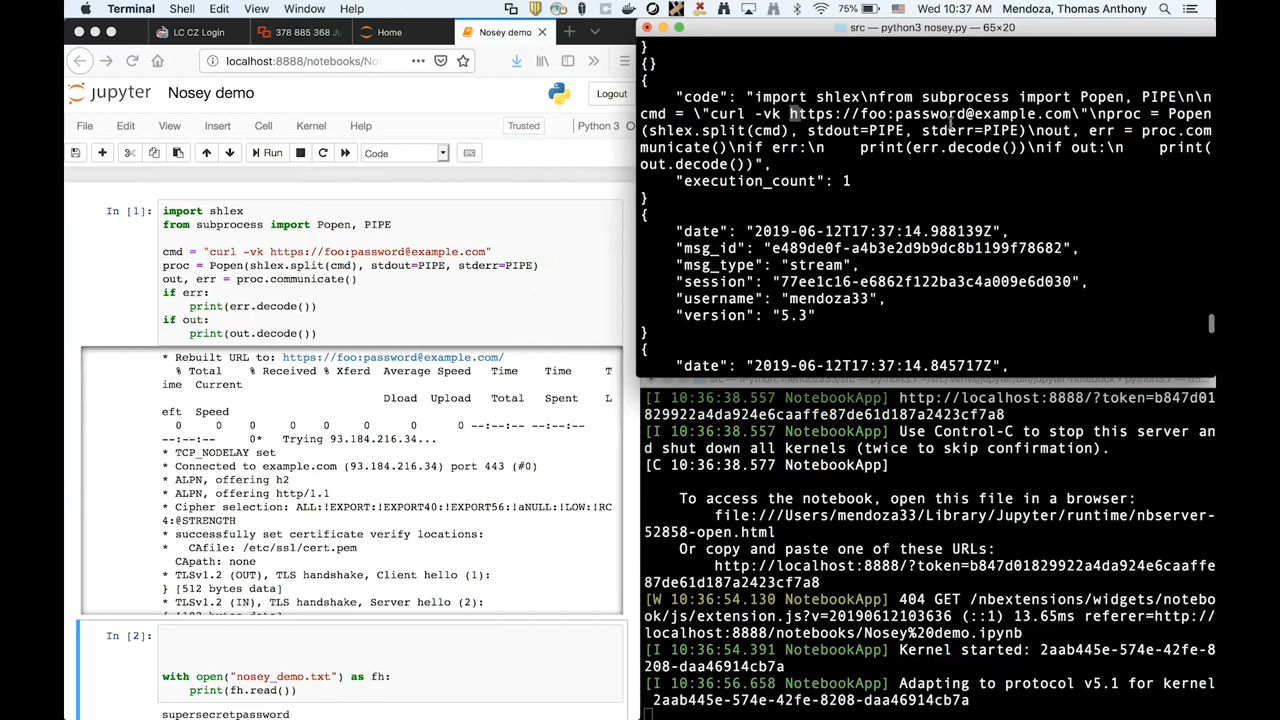 Terminal Shell Edit View Window Help 75% Wed 10:37 AM Mendoza, Thomas Anthony
LC CZ Login
378 885 368
Home
Nosey demo
localhost:8888/notebooks/Nos
jupyter Nosey demo
Logout
File Edit
Kernel
Help
Trusted
Python 3
Run
Code
In [1]:
import shlex
from subprocess import Popen, PIPE
cmd = "curl -vk https://foo:password@example.com"
proc = Popen(shlex.split(cmd), stdout=PIPE, stderr=PIPE)
out, err = proc.communicate()
if err:
print(err.decode())
if out:
print(out.decode())
* Rebuilt URL to: https://foo:password@example.com/
% Total % Received % Xferd Average Speed Time Time T
ime Current
Dload Upload Total Spent L
eft Speed
0 0 0 0 0 0 0 0 --:--:-- --:--:--
--:--:-- 0* Trying 93.184.216.34...
* TCP_NODELAY set
* Connected to example.com (93.184.216.34) port 443 (#0)
* ALPN, offering h2
* ALPN, offering http/1.1
* Cipher selection: ALL:!EXPORT:!EXPORT40:!EXPORT56:!aNULL:!LOW:!RC
4:@STRENGTH
* successfully set certificate verify locations:
* CAfile: /etc/ssl/cert.pem
CApath: none
* TLSv1.2 (OUT), TLS handshake, Client hello (1):
} [512 bytes data]
* TLSv1.2 (IN), TLS handshake, Server hello (2):
In [2]:
with open("nosey_demo.txt") as fh:
print(fh.read())
supersecretpassword
src — python3 nosey.py — 65×20
}
{}
{
"code": "import shlex\nfrom subprocess import Popen, PIPE\n\n
cmd = \"curl -vk https://foo:password@example.com\"\nproc = Popen
(shlex.split(cmd), stdout=PIPE, stderr=PIPE)\nout, err = proc.com
municate()\nif err:\n    print(err.decode())\nif out:\n    print(
out.decode())",
"execution_count": 1
}
{
"date": "2019-06-12T17:37:14.988139Z",
"msg_id": "e489de0f-a4b3e2d9b9dc8b1199f78682",
"msg_type": "stream",
"session": "77ee1c16-e6862f122ba3c4a009e6d030",
"username": "mendoza33",
"version": "5.3"
}
{
"date": "2019-06-12T17:37:14.845717Z",
[I 10:36:38.557 NotebookApp] http://localhost:8888/?token=b847d01
829922a4da924e6caaffe87de61d187a2423cf7a8
[I 10:36:38.557 NotebookApp] Use Control-C to stop this server an
d shut down all kernels (twice to skip confirmation).
[C 10:36:38.577 NotebookApp]
To access the notebook, open this file in a browser:
file:///Users/mendoza33/Library/Jupyter/runtime/nbserver-
52858-open.html
Or copy and paste one of these URLs:
http://localhost:8888/?token=b847d01829922a4da924e6caaffe
87de61d187a2423cf7a8
[W 10:36:54.130 NotebookApp] 404 GET /nbextensions/widgets/notebo
ok/js/extension.js?v=20190612103636 (::1) 13.65ms referer=http://
localhost:8888/notebooks/Nosey%20demo.ipynb
[I 10:36:54.391 NotebookApp] Kernel started: 2aab445e-574e-42fe-8
208-daa46914cb7a
[I 10:36:56.658 NotebookApp] Adapting to protocol v5.1 for kernel
2aab445e-574e-42fe-8208-daa46914cb7a